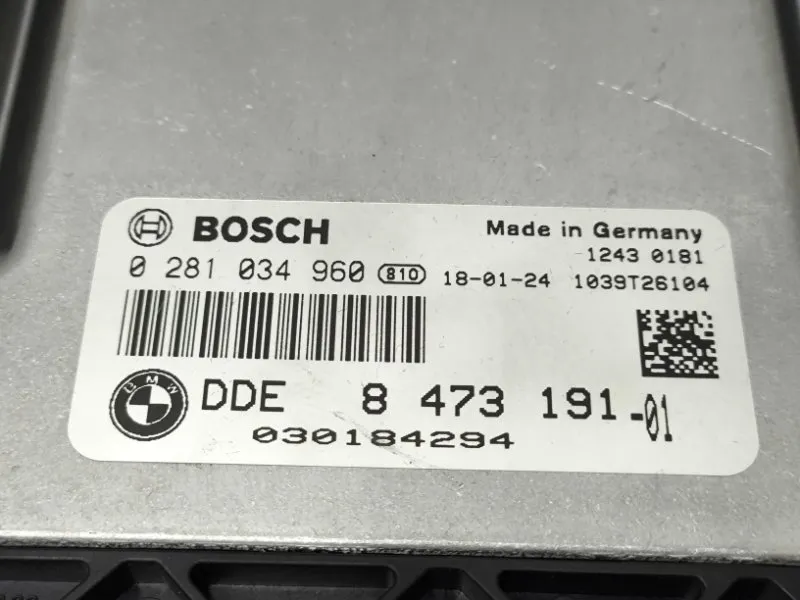 BOSCH
Made in Germany
1243 0181
0 281 034 960 810 18-01-24 1039T26104
BMW DDE 8 473 191-01
030184294